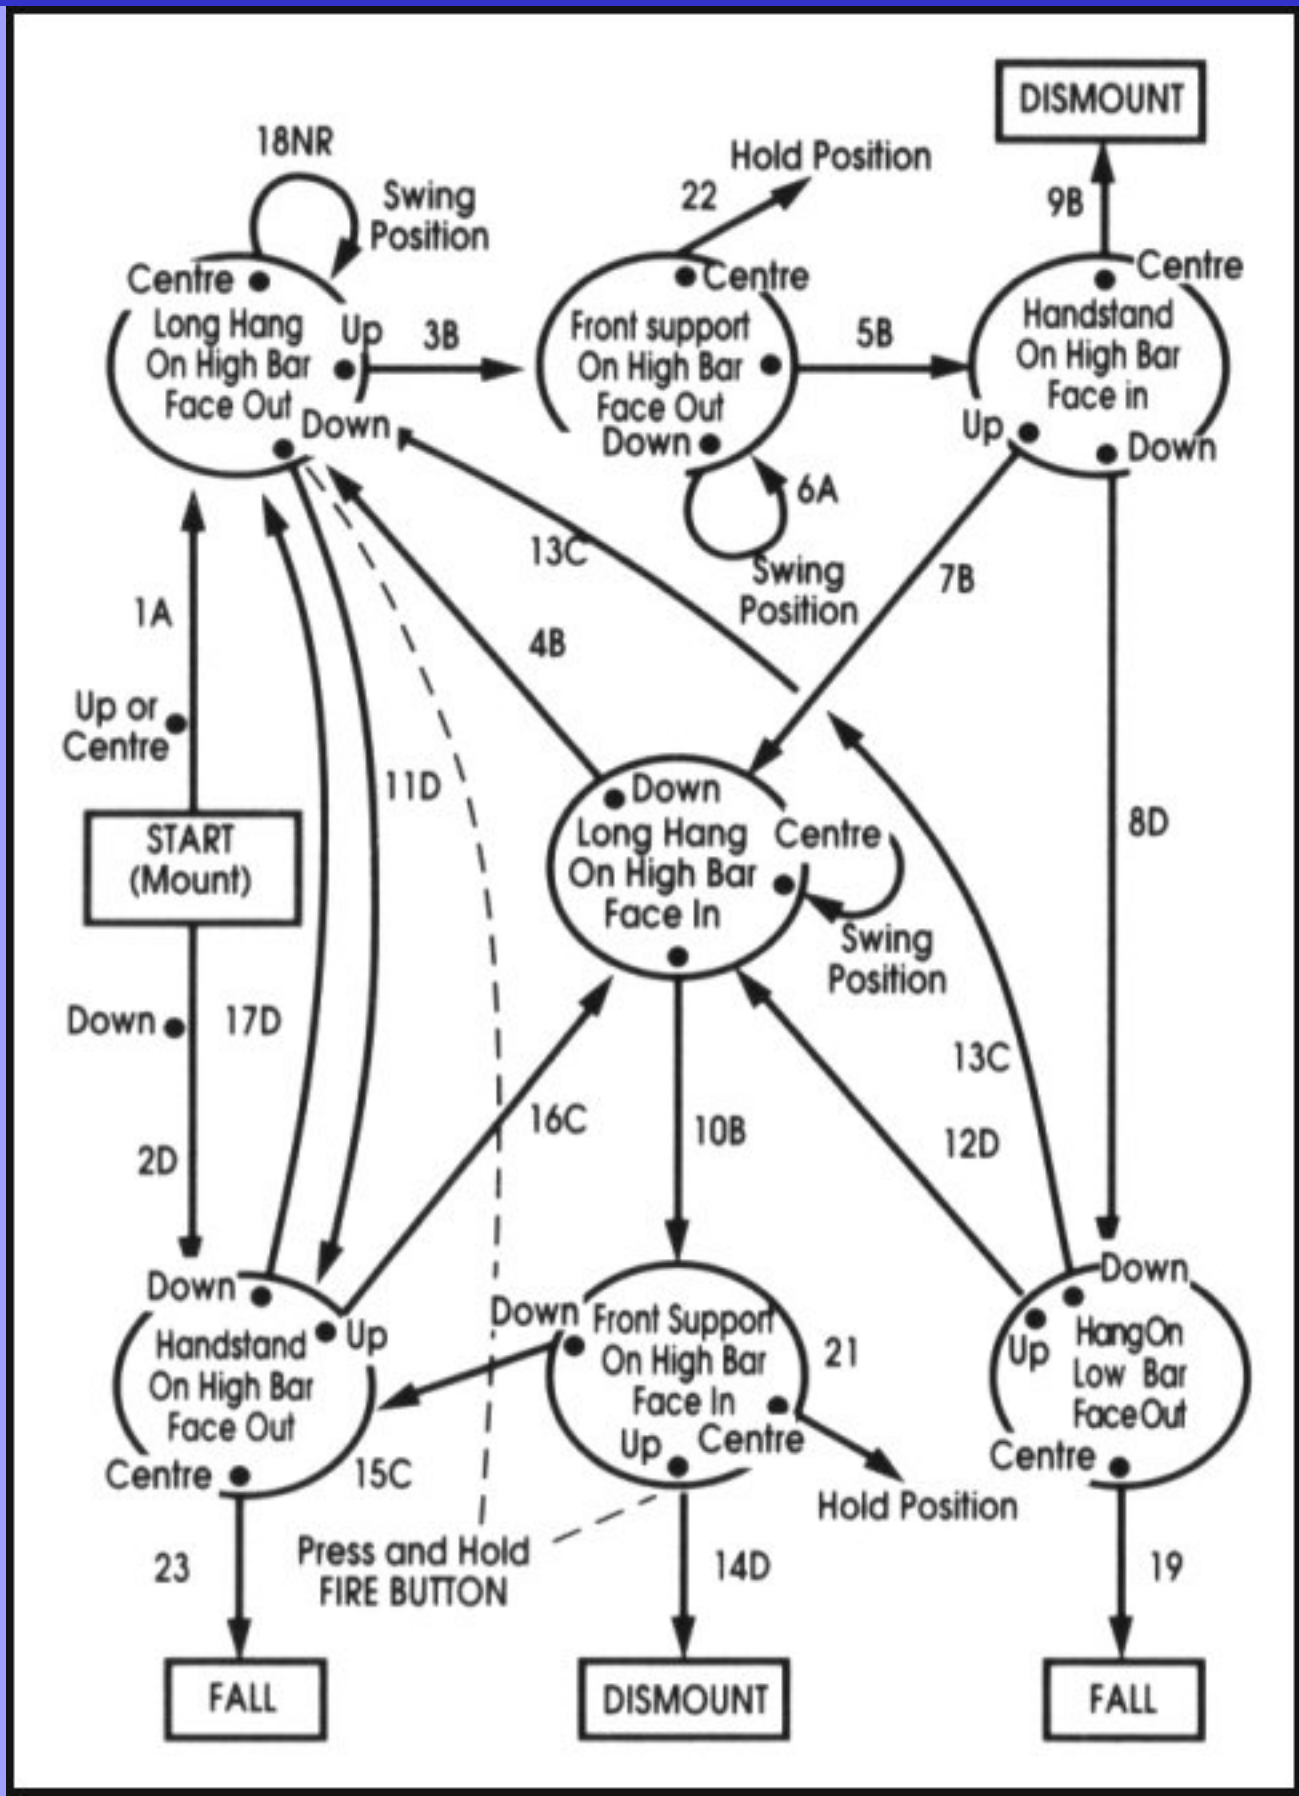 DISMOUNT
18NR
Swing
Position
Hold Position
22
9B
Centre
Long Hang
On High Bar
Face Out
Up
Down
3B
Centre
Front support
On High Bar
Face Out
Down
5B
Centre
Handstand
On High Bar
Face in
Up
Down
6A
Swing
Position
13C
4B
7B
1A
Up or
Centre
11D
START
(Mount)
8D
Down
Long Hang
On High Bar
Face In
Centre
Swing
Position
Down
17D
2D
16C
10B
13C
12D
Down
Up
Handstand
On High Bar
Face Out
Centre
15C
Down
Front Support
On High Bar
Face In
Up
Centre
21
Hold Position
Down
Up
Hang On
Low Bar
Face Out
Centre
23
Press and Hold
FIRE BUTTON
14D
19
FALL
DISMOUNT
FALL